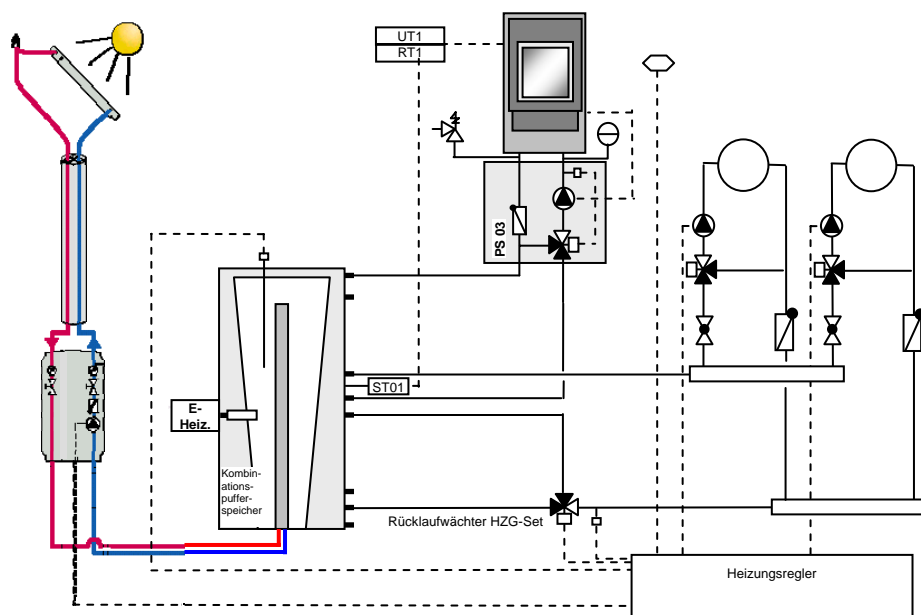 UT1
RT1
PS 03
ST01
E-
Heiz.
Kombin-
ations-
puffer-
speicher
Rücklaufwächter HZG-Set
Heizungsregler